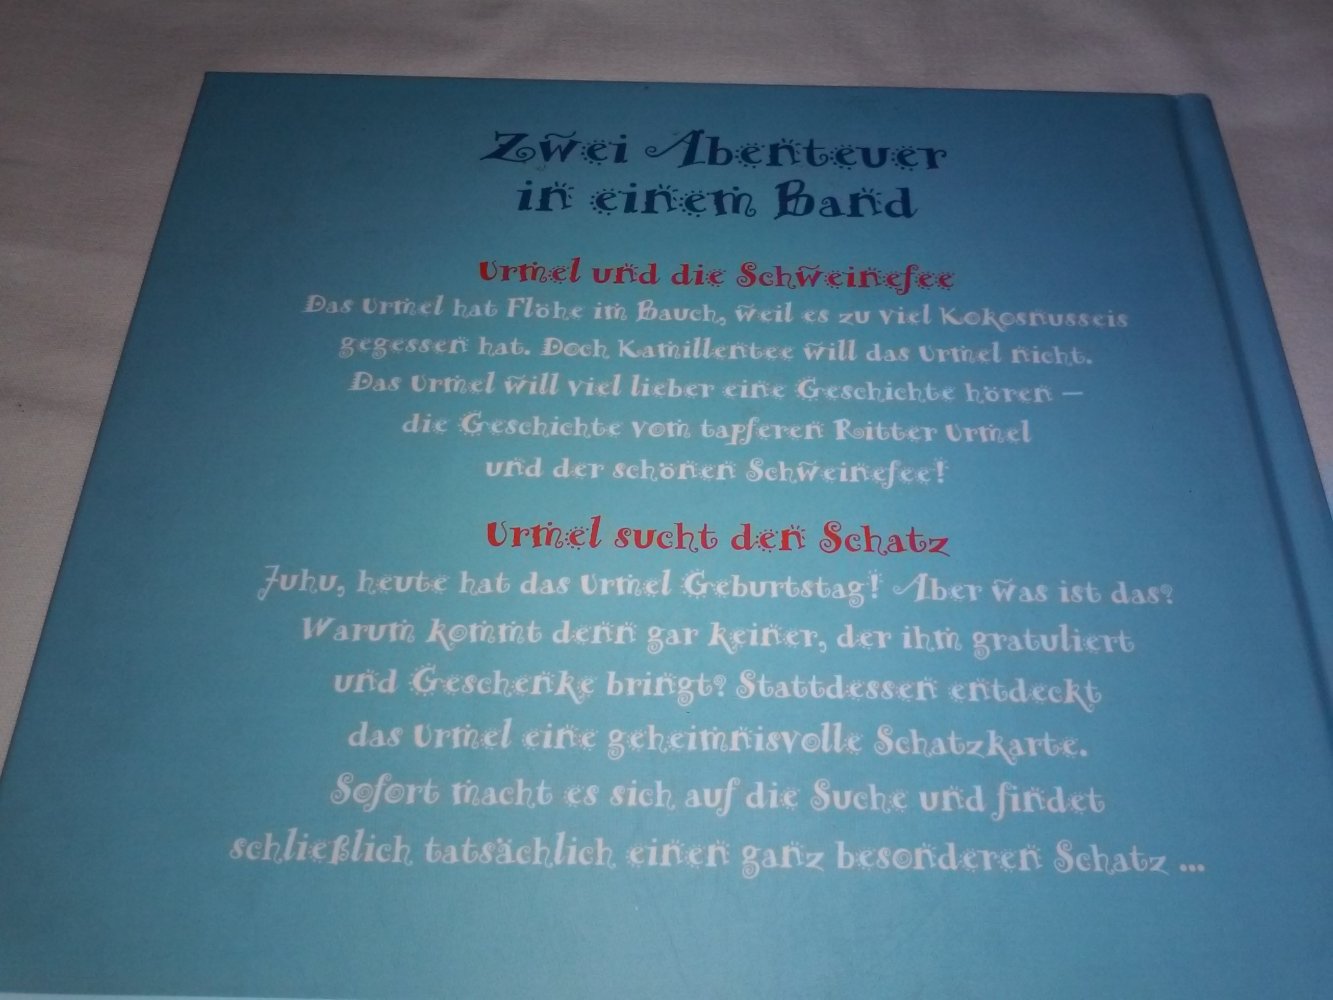 Zwei Abenteuer
in einem Band
Urmel und die Schweinefee
Das Urmel hat Flöhe im Bauch, weil es zu viel Kokosnusseis
gegessen hat. Doch Kamillentee will das Urmel nicht.
Das Urmel will viel lieber eine Geschichte hören –
die Geschichte vom tapferen Ritter Urmel
und der schönen Schweinefee!
Urmel sucht den Schatz
Juhu, heute hat das Urmel Geburtstag! Aber was ist das?
Warum kommt denn gar keiner, der ihm gratuliert
und Geschenke bringt? Stattdessen entdeckt
das Urmel eine geheimnisvolle Schatzkarte.
Sofort macht es sich auf die Suche und findet
schließlich tatsächlich einen ganz besonderen Schatz ...